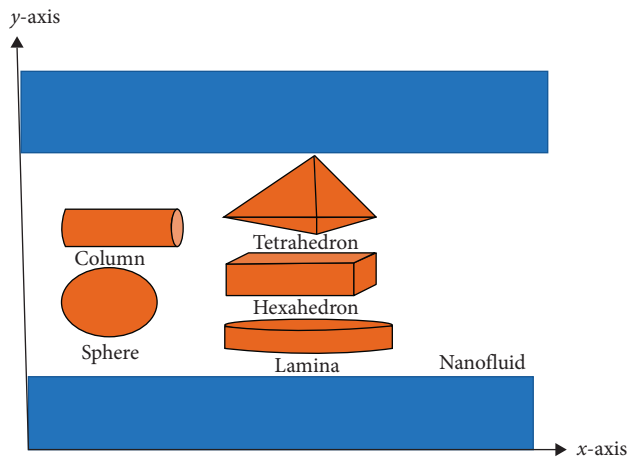 y-axis
Tetrahedron
Column
Hexahedron
Sphere
Lamina
Nanofluid
x-axis